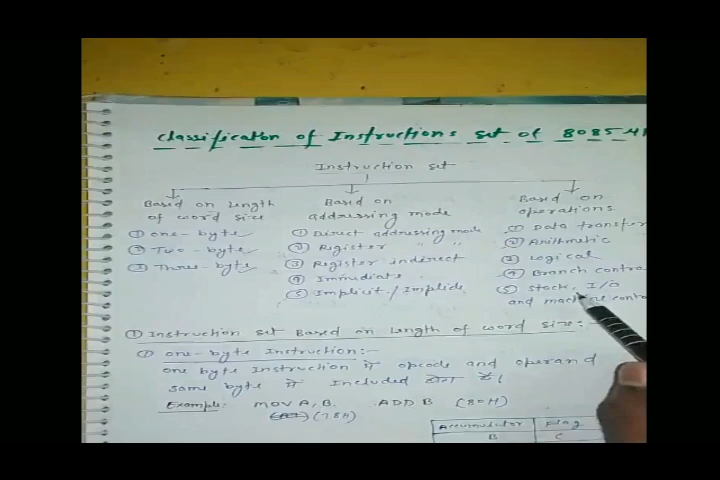 Classification of Instructions set of 8085 M
Instruction set
Based on length
of word size
① one-byte
② Two-byte
③ Three-byte
Based on
addressing mode
① Direct addressing mode
② Register " "
③ Register indirect
④ Immediate
⑤ Implicit/Implide
Based on
operations
① Data transfer
② Arithmatic
③ Logical
④ Branch contro
⑤ Stack, I/O
and machine contro
① Instruction set Based on length of word size:-
① one-byte Instruction:-
one byte Instruction में opcode and operand
same byte में Included होता है।
Example: MOV A, B. ADD B (80H)
(78H)
Accumulator Flag
B C